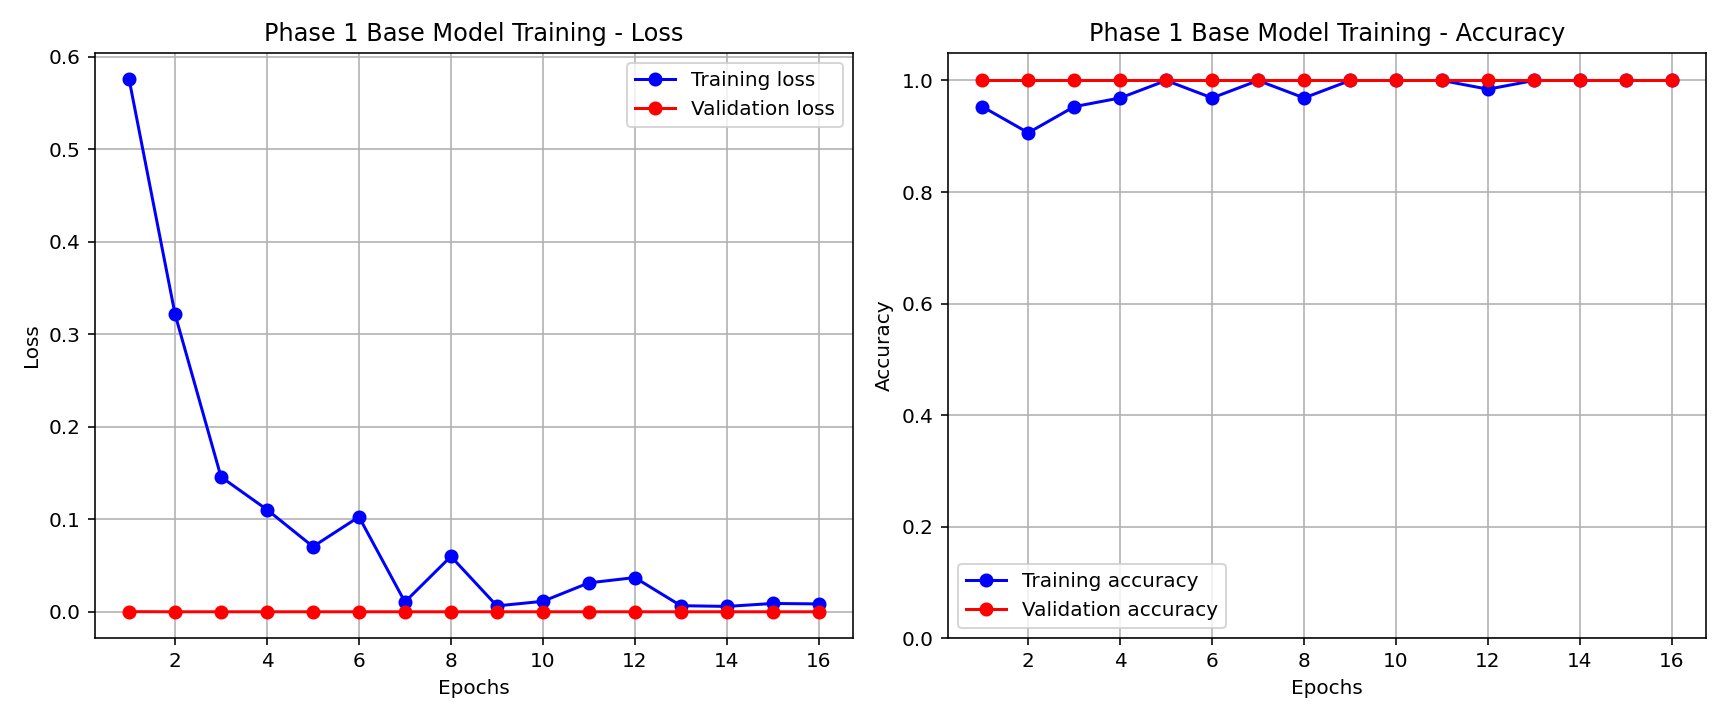 Phase 1 Base Model Training - Loss
0.6
0.5
0.4
0.3
0.2
0.1
0.0
Loss
Training loss
Validation loss
2 4 6 8 10 12 14 16
Epochs
Phase 1 Base Model Training - Accuracy
1.0
0.8
0.6
0.4
0.2
0.0
Accuracy
Training accuracy
Validation accuracy
2 4 6 8 10 12 14 16
Epochs